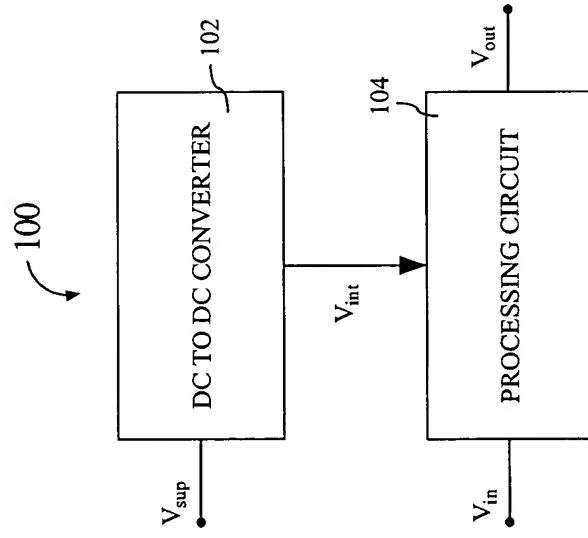 100
102
DC TO DC CONVERTER
V_sup
V_int
104
PROCESSING CIRCUIT
V_in
V_out